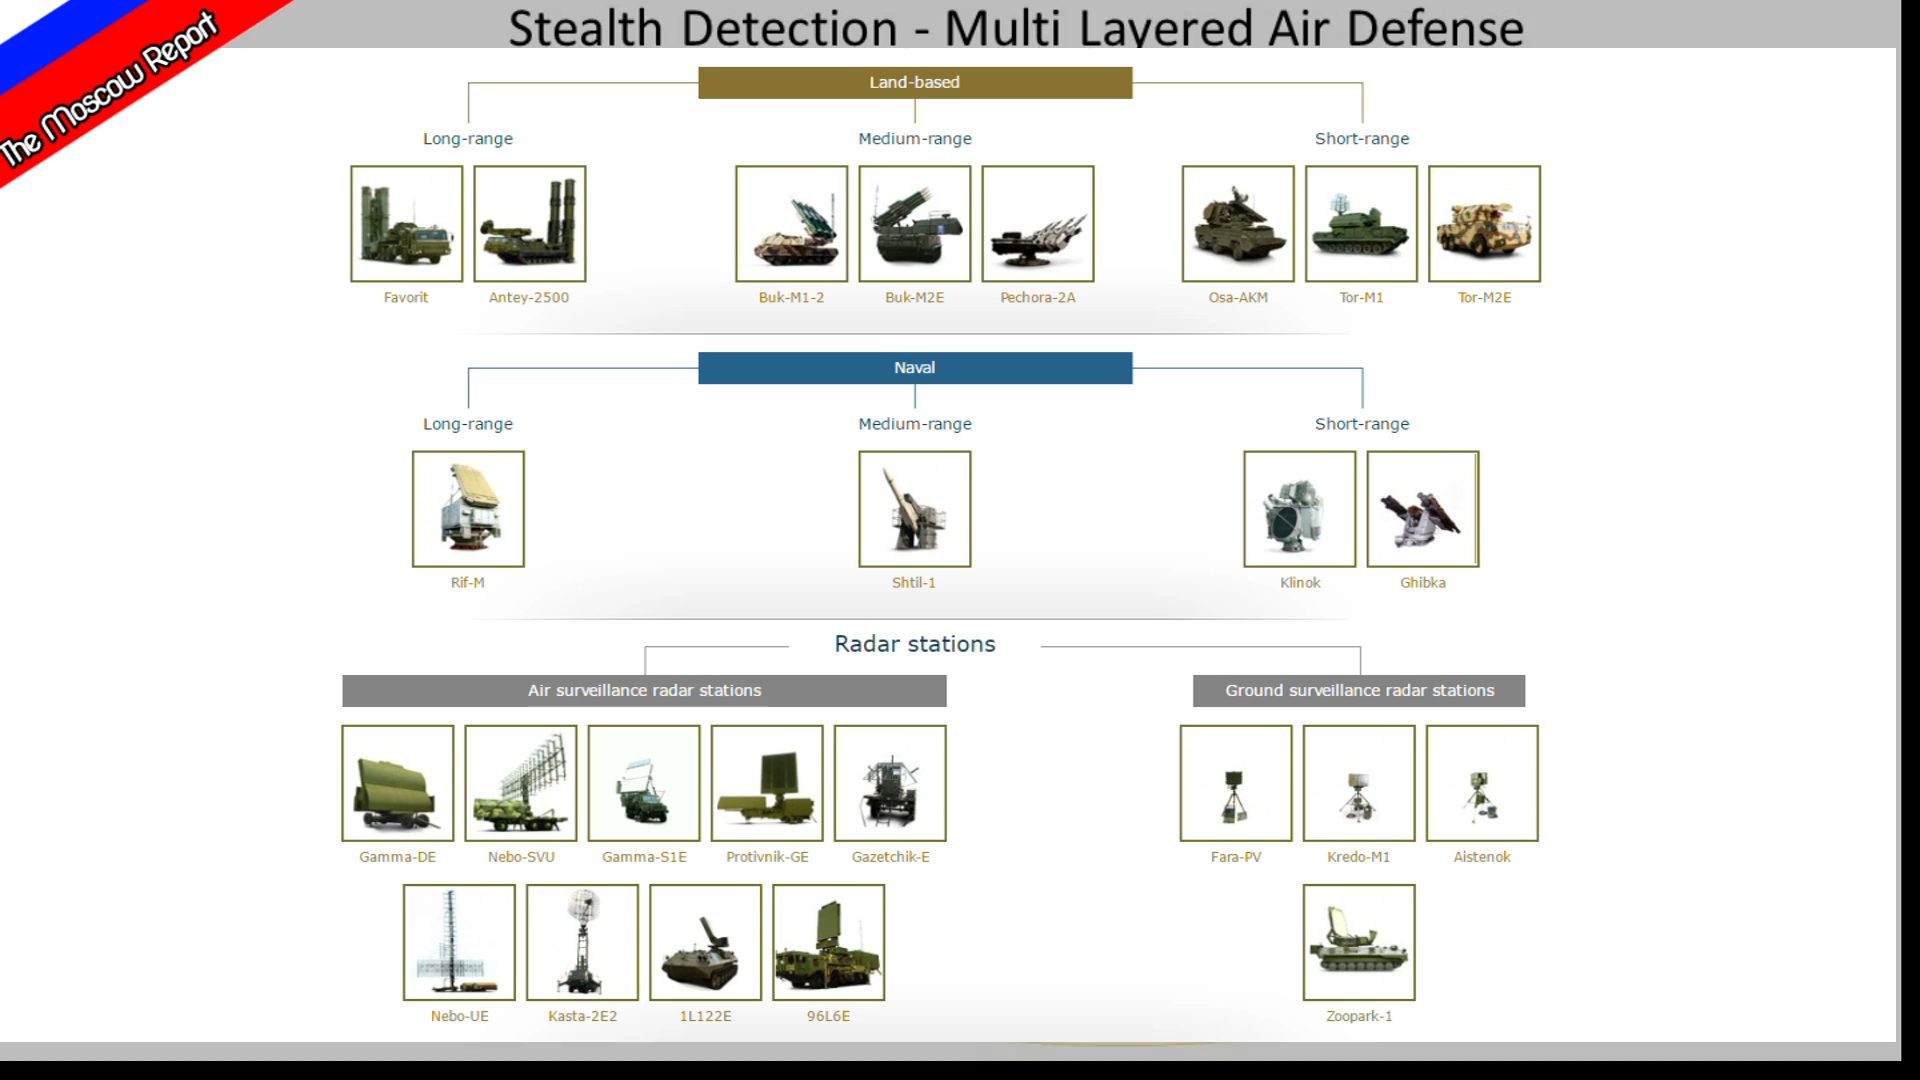 The Moscow Report
Stealth Detection - Multi Layered Air Defense
Land-based
Long-range
Medium-range
Short-range
Favorit
Antey-2500
Buk-M1-2
Buk-M2E
Pechora-2A
Osa-AKM
Tor-M1
Tor-M2E
Naval
Long-range
Medium-range
Short-range
Rif-M
Shtil-1
Klinok
Ghibka
Radar stations
Air surveillance radar stations
Ground surveillance radar stations
Gamma-DE
Nebo-SVU
Gamma-S1E
Protivnik-GE
Gazetchik-E
Fara-PV
Kredo-M1
Aistenok
Nebo-UE
Kasta-2E2
1L122E
96L6E
Zoopark-1